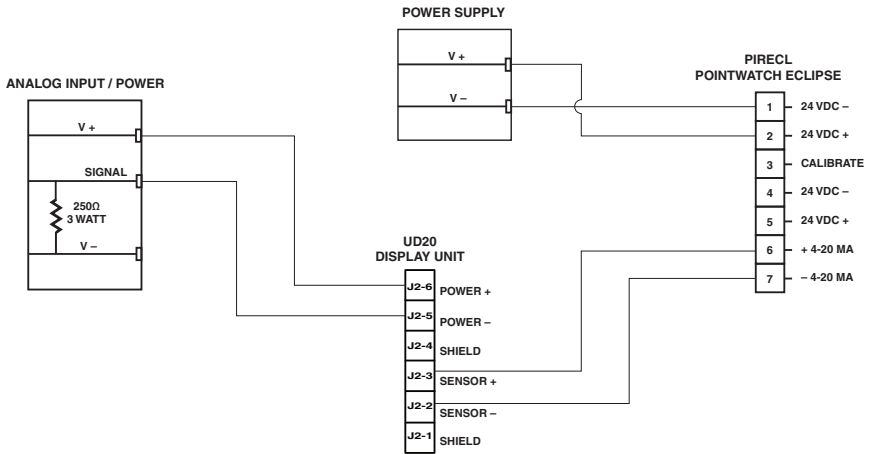 POWER SUPPLY
V +
V –
ANALOG INPUT / POWER
V +
SIGNAL
250Ω
3 WATT
V –
PIRECL
POINTWATCH ECLIPSE
1 24 VDC –
2 24 VDC +
3 CALIBRATE
4 24 VDC –
5 24 VDC +
6 + 4-20 MA
7 – 4-20 MA
UD20
DISPLAY UNIT
J2-6 POWER +
J2-5 POWER –
J2-4 SHIELD
J2-3 SENSOR +
J2-2 SENSOR –
J2-1 SHIELD